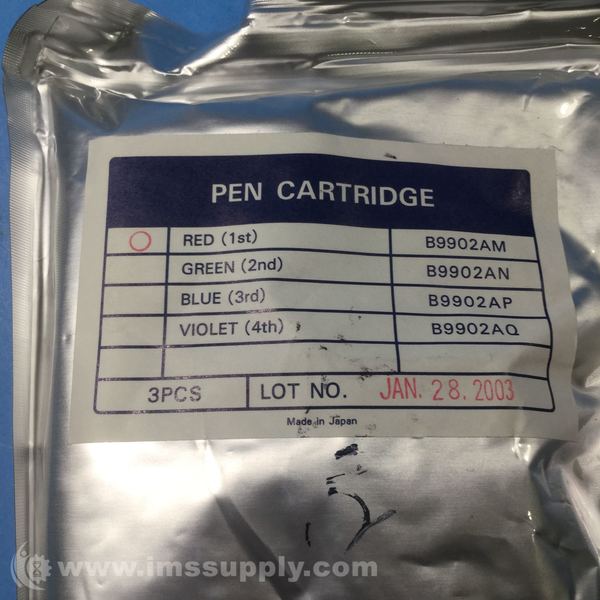 PEN CARTRIDGE
RED (1st) B9902AM
GREEN (2nd) B9902AN
BLUE (3rd) B9902AP
VIOLET (4th) B9902AQ
3PCS LOT NO. JAN. 28. 2003
Made in Japan
www.imssupply.com